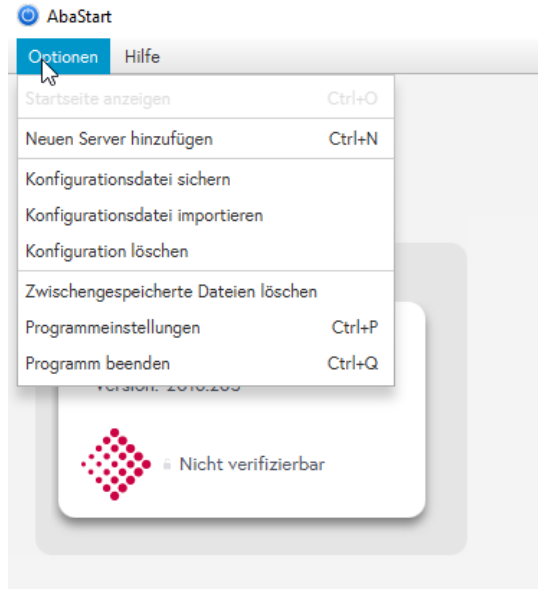 AbaStart
Optionen Hilfe
Startseite anzeigen Ctrl+O
Neuen Server hinzufügen Ctrl+N
Konfigurationsdatei sichern
Konfigurationsdatei importieren
Konfiguration löschen
Zwischengespeicherte Dateien löschen
Programmeinstellungen Ctrl+P
Programm beenden Ctrl+Q
Nicht verifizierbar